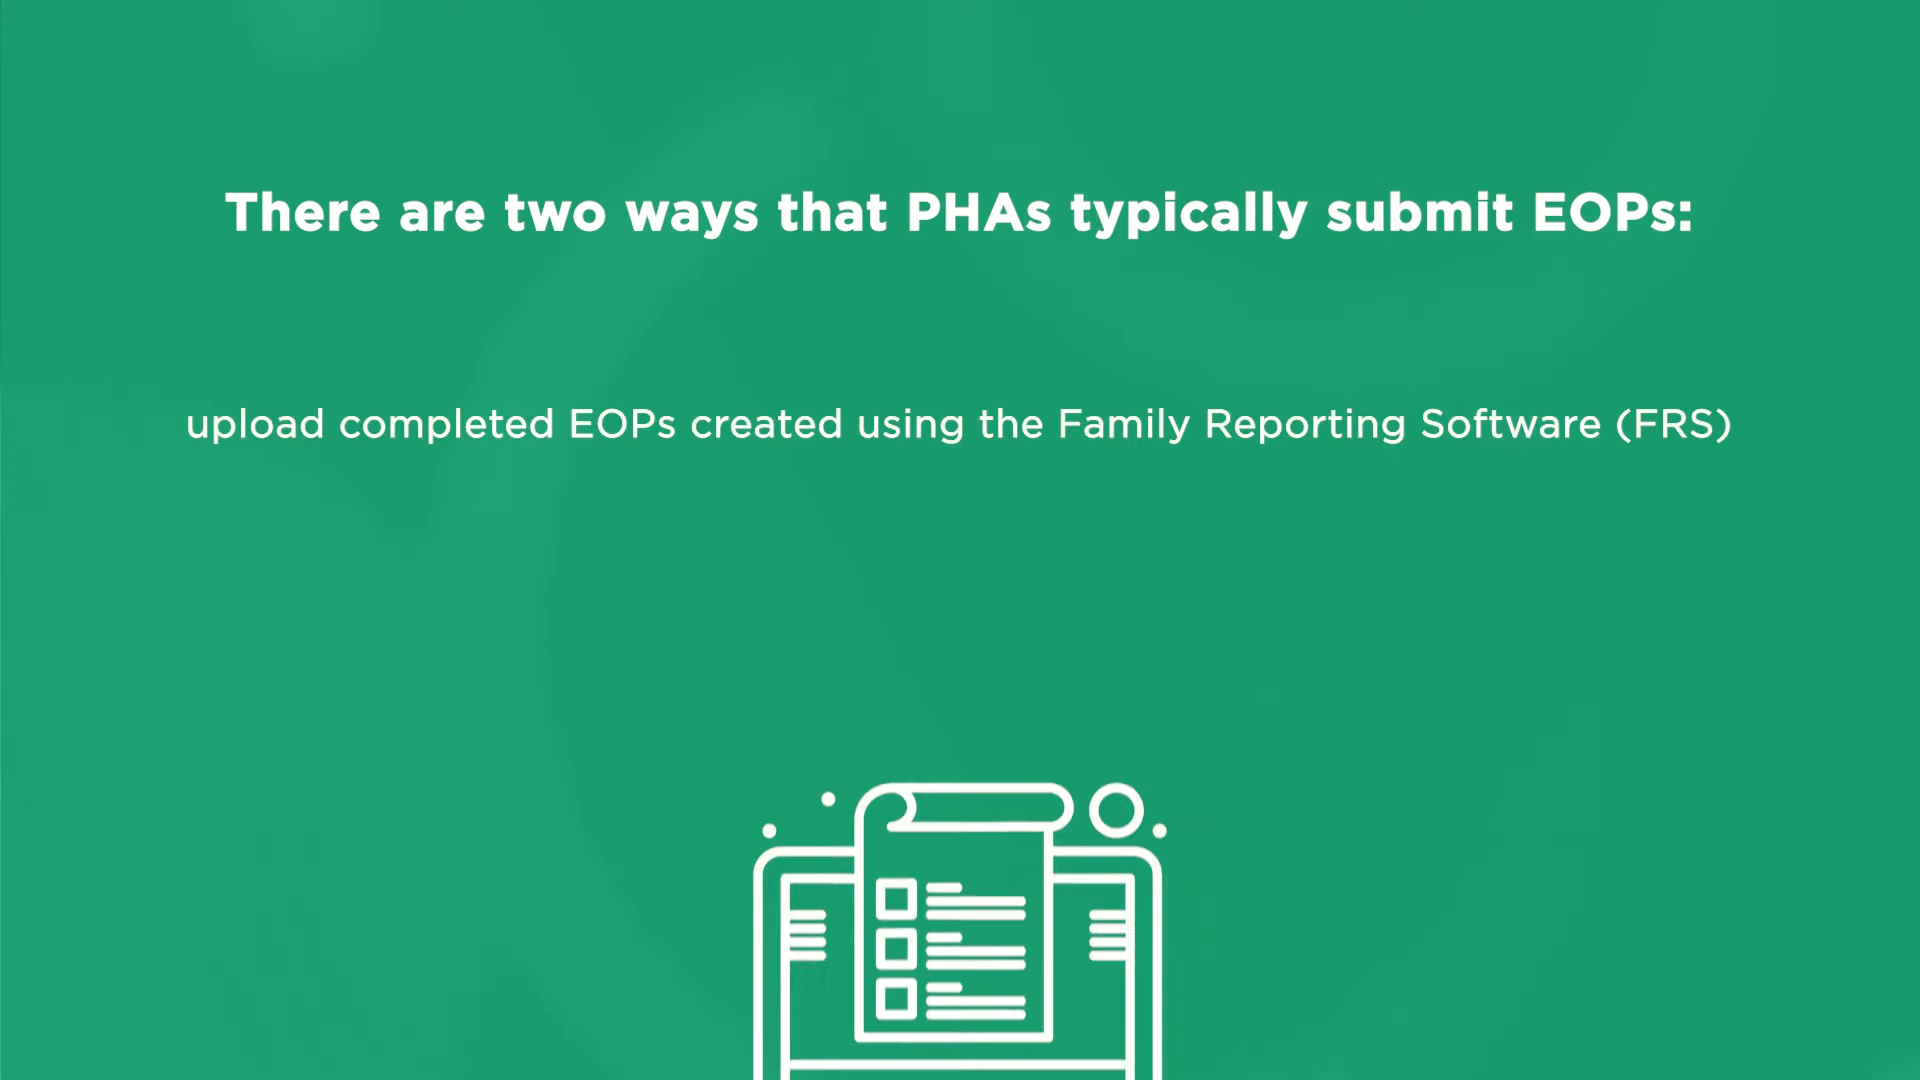 There are two ways that PHAs typically submit EOPs:
upload completed EOPs created using the Family Reporting Software (FRS)